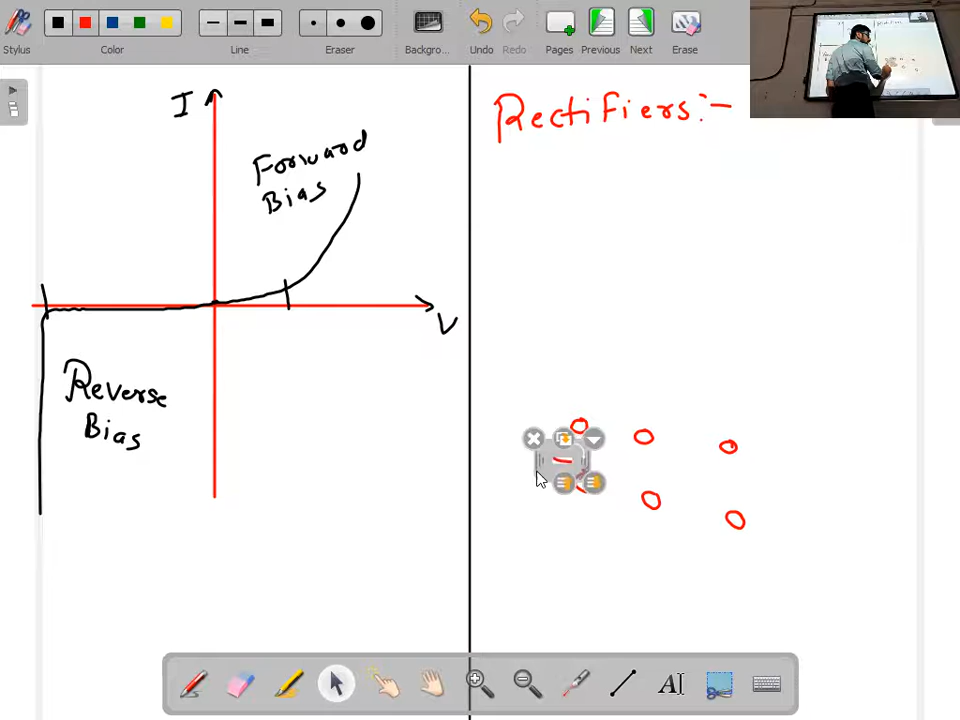 Stylus
Color
Line
Eraser
Backgro...
Undo
Redo
Pages
Previous
Next
Erase
I
Forward
Bias
V
Reverse
Bias
Rectifiers:-
A